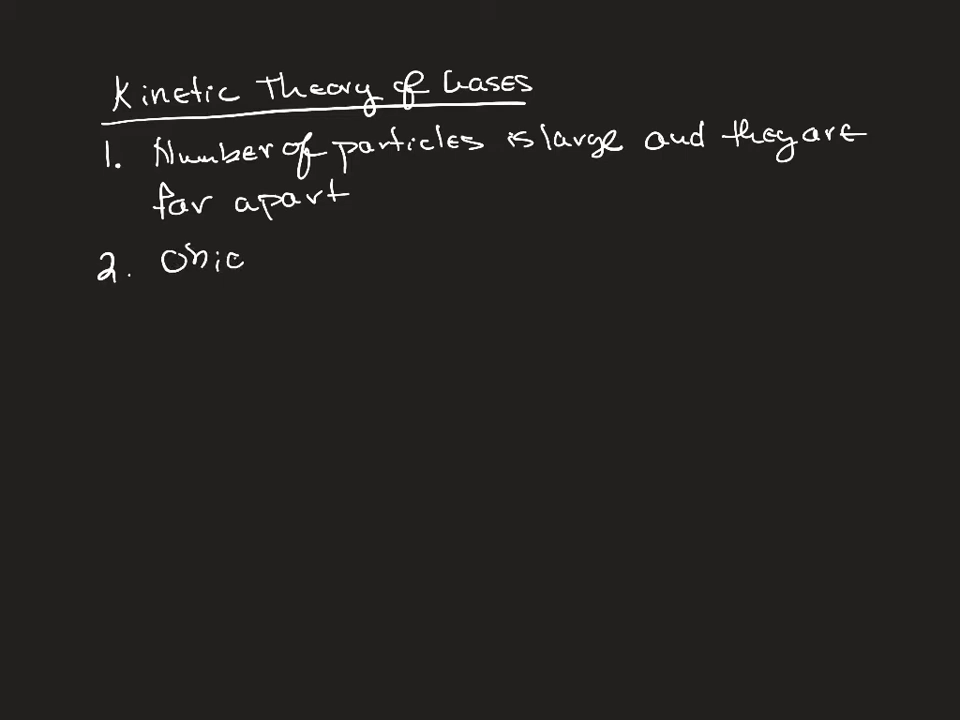 Kinetic Theory of Gases
1. Number of particles is large and they are
far apart
2.